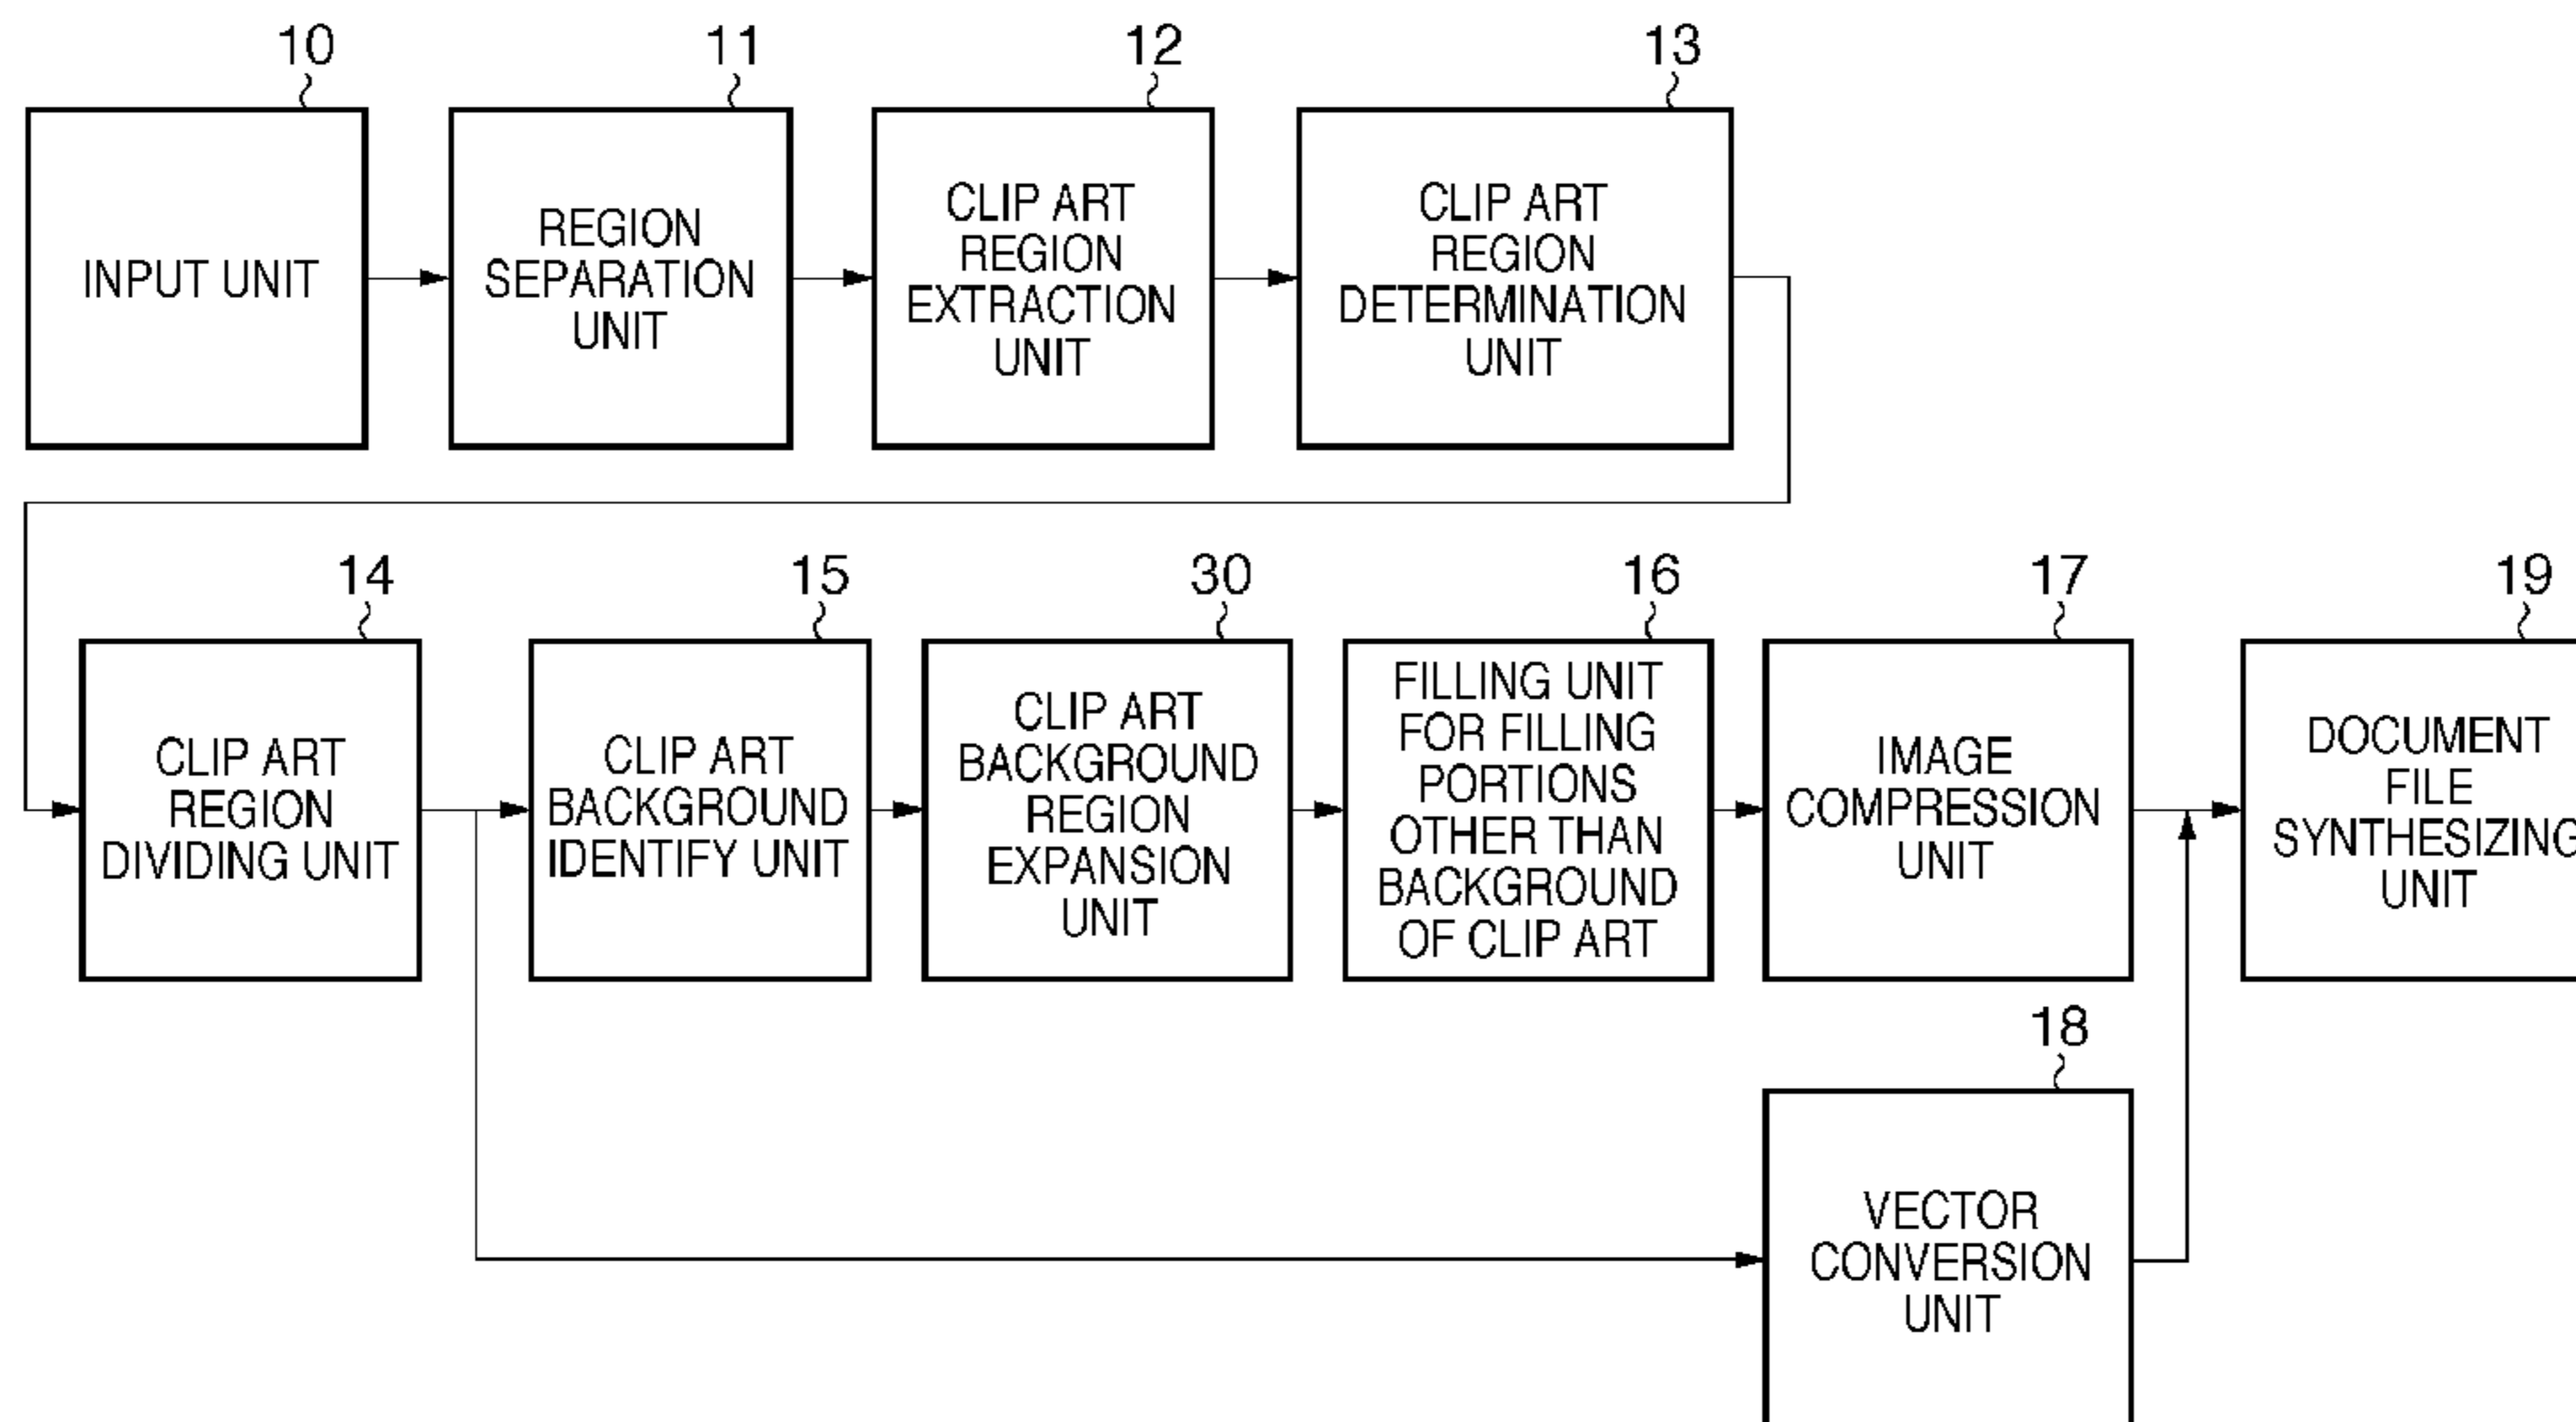 10
11
12
13
INPUT UNIT
REGION
SEPARATION
UNIT
CLIP ART
REGION
EXTRACTION
UNIT
CLIP ART
REGION
DETERMINATION
UNIT
14
15
30
16
17
19
CLIP ART
REGION
DIVIDING UNIT
CLIP ART
BACKGROUND
IDENTIFY UNIT
CLIP ART
BACKGROUND
REGION
EXPANSION
UNIT
FILLING UNIT
FOR FILLING
PORTIONS
OTHER THAN
BACKGROUND
OF CLIP ART
IMAGE
COMPRESSION
UNIT
DOCUMENT
FILE
SYNTHESIZING
UNIT
18
VECTOR
CONVERSION
UNIT